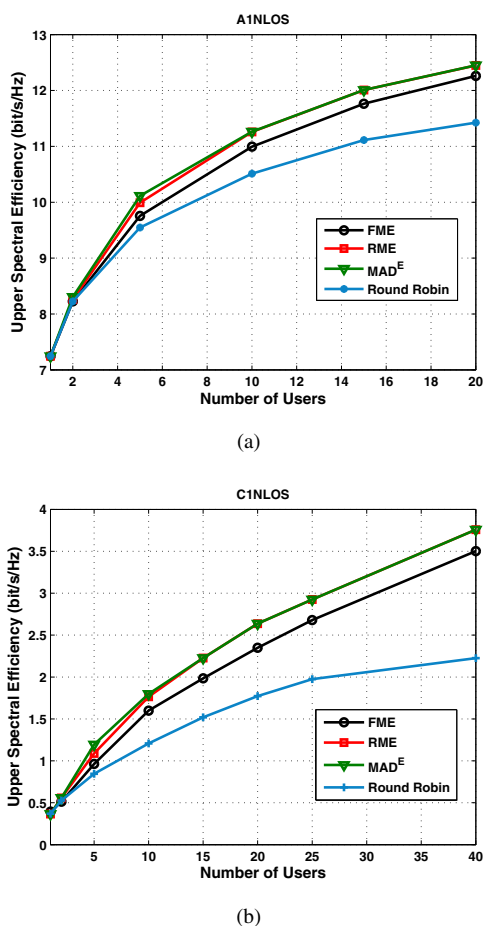 A1NLOS
13
12
11
10
9
8
7
2 4 6 8 10 12 14 16 18 20
Upper Spectral Efficiency (bit/s/Hz)
Number of Users
FME
RME
MAD^E
Round Robin
(a)
C1NLOS
4
3.5
3
2.5
2
1.5
1
0.5
0
5 10 15 20 25 30 35 40
Upper Spectral Efficiency (bit/s/Hz)
Number of Users
FME
RME
MAD^E
Round Robin
(b)